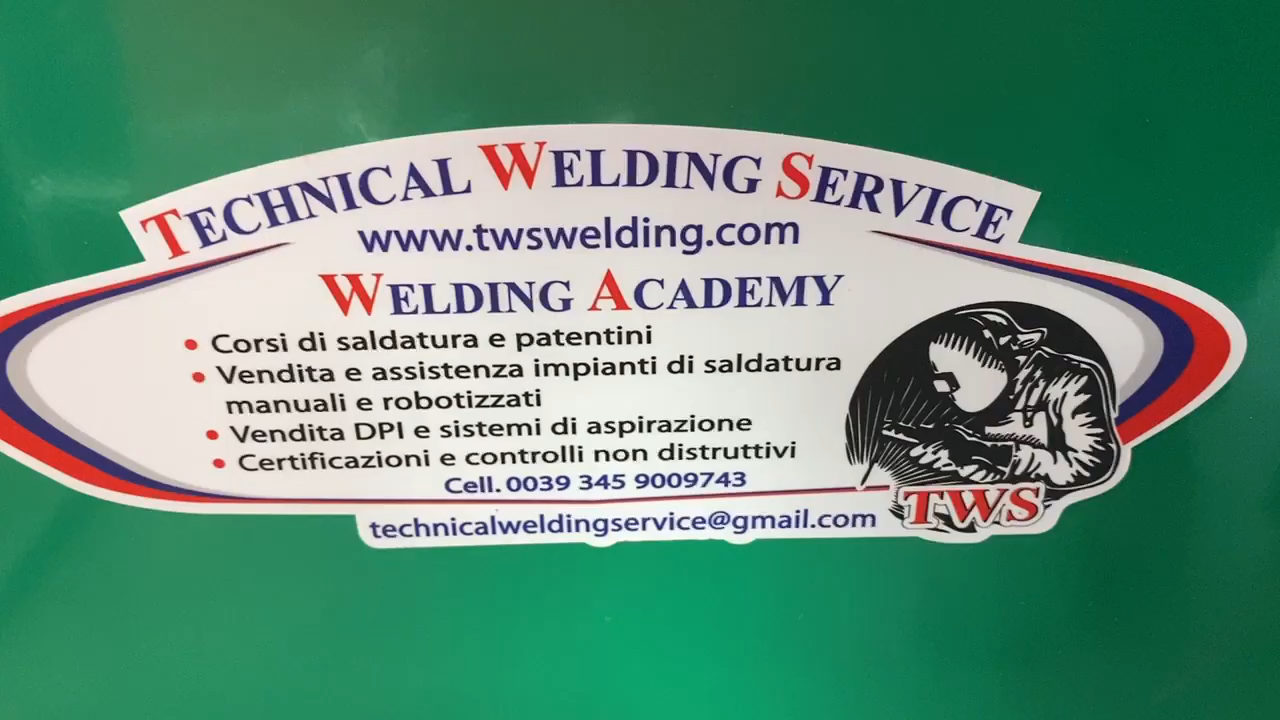 TECHNICAL WELDING SERVICE
www.twswelding.com
WELDING ACADEMY
• Corsi di saldatura e patentini
• Vendita e assistenza impianti di saldatura
manuali e robotizzati
• Vendita DPI e sistemi di aspirazione
• Certificazioni e controlli non distruttivi
Cell. 0039 345 9009743
technicalweldingservice@gmail.com
TWS